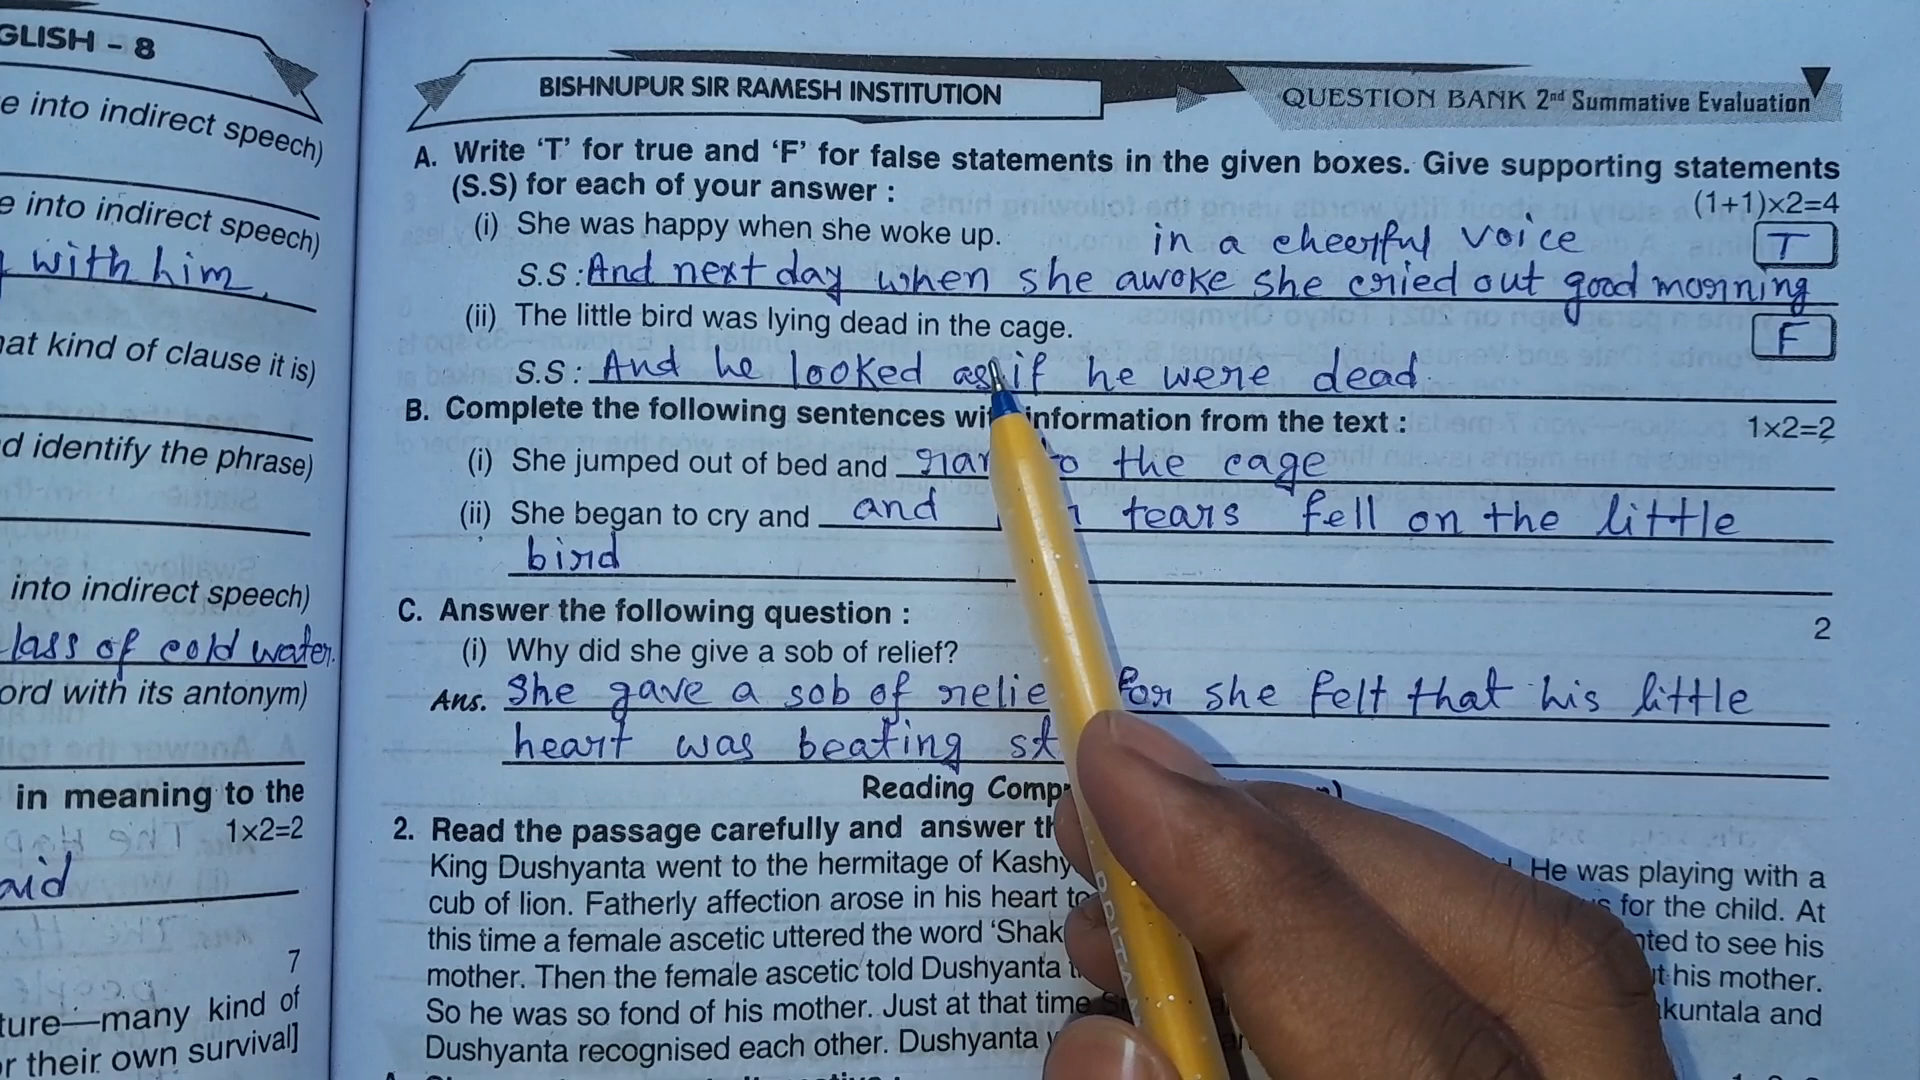 GLISH - 8
e into indirect speech)
e into indirect speech)
with him.
at kind of clause it is)
d identify the phrase)
into indirect speech)
lass of cold water.
ord with its antonym)
in meaning to the
1x2=2
aid
7
ture—many kind of
r their own survival]
BISHNUPUR SIR RAMESH INSTITUTION
QUESTION BANK 2nd Summative Evaluation
A. Write 'T' for true and 'F' for false statements in the given boxes. Give supporting statements
(S.S) for each of your answer :
(1+1)x2=4
(i) She was happy when she woke up.
in a cheerful voice
T
S.S : And next day when she awoke she cried out good morning
(ii) The little bird was lying dead in the cage.
F
S.S : And he looked as if he were dead.
B. Complete the following sentences wi information from the text :
1x2=2
(i) She jumped out of bed and ran to the cage
(ii) She began to cry and and tears fell on the little
bird
C. Answer the following question :
2
(i) Why did she give a sob of relief?
Ans. She gave a sob of relie for she felt that his little
heart was beating st
Reading Comp
2. Read the passage carefully and answer th
King Dushyanta went to the hermitage of Kashy He was playing with a
cub of lion. Fatherly affection arose in his heart to for the child. At
this time a female ascetic uttered the word 'Shak nted to see his
mother. Then the female ascetic told Dushyanta t his mother.
So he was so fond of his mother. Just at that time kuntala and
Dushyanta recognised each other. Dushyanta